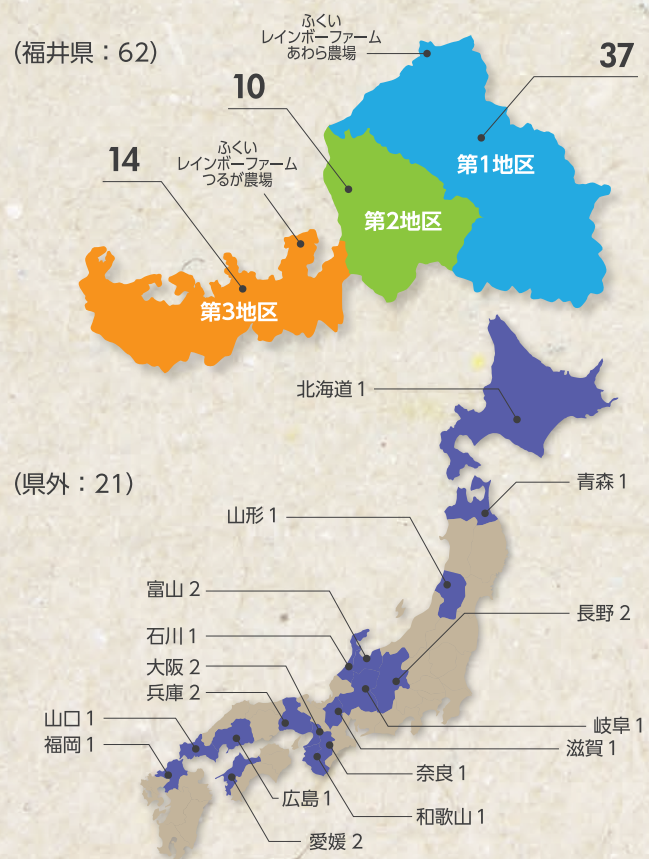 (福井県：62)
ふくい
レインボーファーム
あわら農場
37
10
14
ふくい
レインボーファーム
つるが農場
第1地区
第2地区
第3地区
北海道 1
(県外：21)
青森 1
山形 1
富山 2
長野 2
石川 1
大阪 2
兵庫 2
山口 1
岐阜 1
福岡 1
滋賀 1
奈良 1
広島 1
和歌山 1
愛媛 2